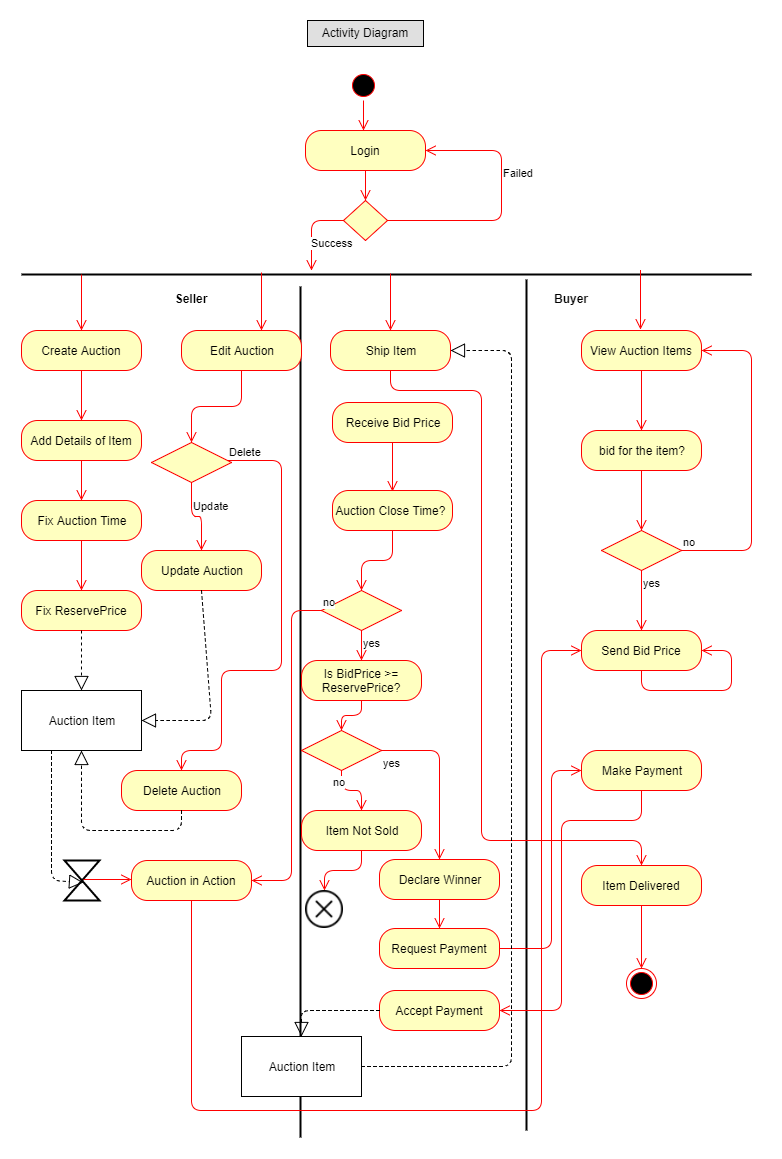 Activity Diagram
Login
Failed
Success
Seller
Buyer
Create Auction
Edit Auction
Ship Item
View Auction Items
Receive Bid Price
Add Details of Item
Delete
bid for the item?
Update
Auction Close Time?
Fix Auction Time
no
Update Auction
yes
Fix ReservePrice
no
yes
Send Bid Price
Is BidPrice >=
ReservePrice?
Auction Item
yes
Make Payment
no
Delete Auction
Item Not Sold
Auction in Action
Declare Winner
Item Delivered
Request Payment
Accept Payment
Auction Item